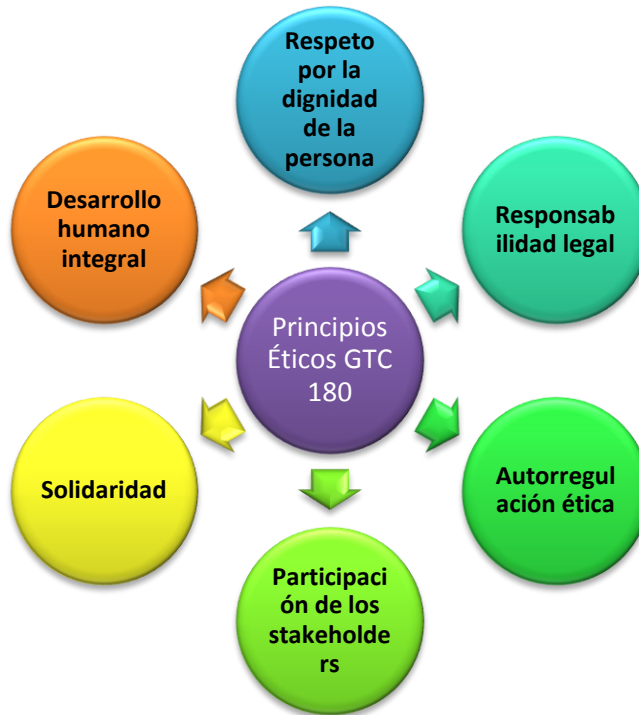 Respeto
por la
dignidad
de la
persona
Responsab
ilidad legal
Autorregul
ación ética
Participaci
ón de los
stakeholde
rs
Solidaridad
Desarrollo
humano
integral
Principios
Éticos GTC
180